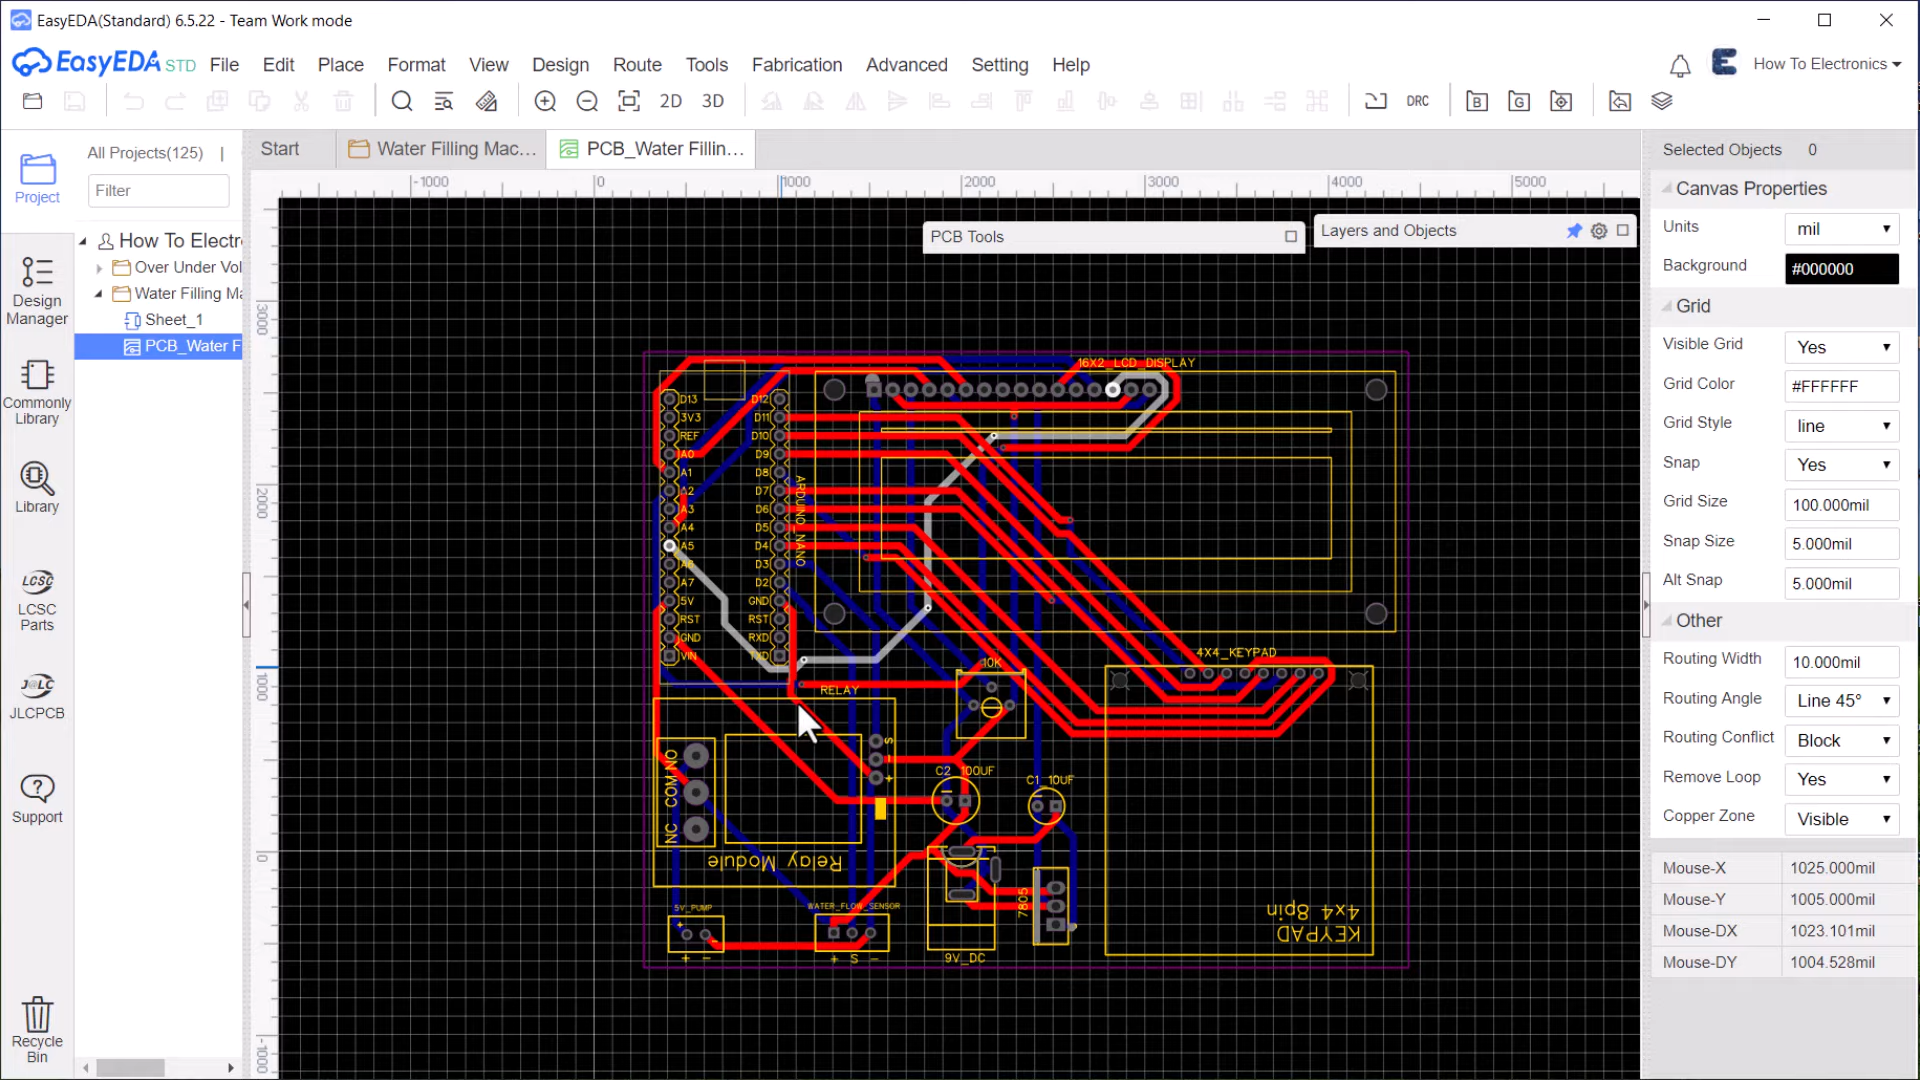 EasyEDA(Standard) 6.5.22 - Team Work mode
EasyEDA STD File Edit Place Format View Design Route Tools Fabrication Advanced Setting Help
How To Electronics
2D 3D DRC B G
Project
Design
Manager
Commonly
Library
Library
LCSC
LCSC
Parts
J@LC
JLCPCB
Support
Recycle
Bin
All Projects(125) |
Filter
How To Electr
Over Under Vol
Water Filling Ma
Sheet_1
PCB_Water F
Start
Water Filling Mac...
PCB_Water Fillin...
-1000 0 1000 2000 3000 4000 5000
3000
2000
1000
0
-1000
PCB Tools
Layers and Objects
16X2_LCD_DISPLAY
D13 D12
3V3 D11
REF D10
A0 D9
A1 D8
A2 D7
A3 D6
A4 D5
A5 D4
A6 D3
A7 D2
5V GND
RST RST
GND RXD
VIN TXD
ARDUINO_NANO
4X4_KEYPAD
10K
RELAY
S
-
+
NC COM NO
Relay Module
C2 100UF
C1_10UF
5V_PUMP
+ -
WATER_FLOW_SENSOR
+ S -
9V_DC
7805
4x4 8pin
KEYPAD
Selected Objects 0
Canvas Properties
Units mil
Background #000000
Grid
Visible Grid Yes
Grid Color #FFFFFF
Grid Style line
Snap Yes
Grid Size 100.000mil
Snap Size 5.000mil
Alt Snap 5.000mil
Other
Routing Width 10.000mil
Routing Angle Line 45°
Routing Conflict Block
Remove Loop Yes
Copper Zone Visible
Mouse-X 1025.000mil
Mouse-Y 1005.000mil
Mouse-DX 1023.101mil
Mouse-DY 1004.528mil